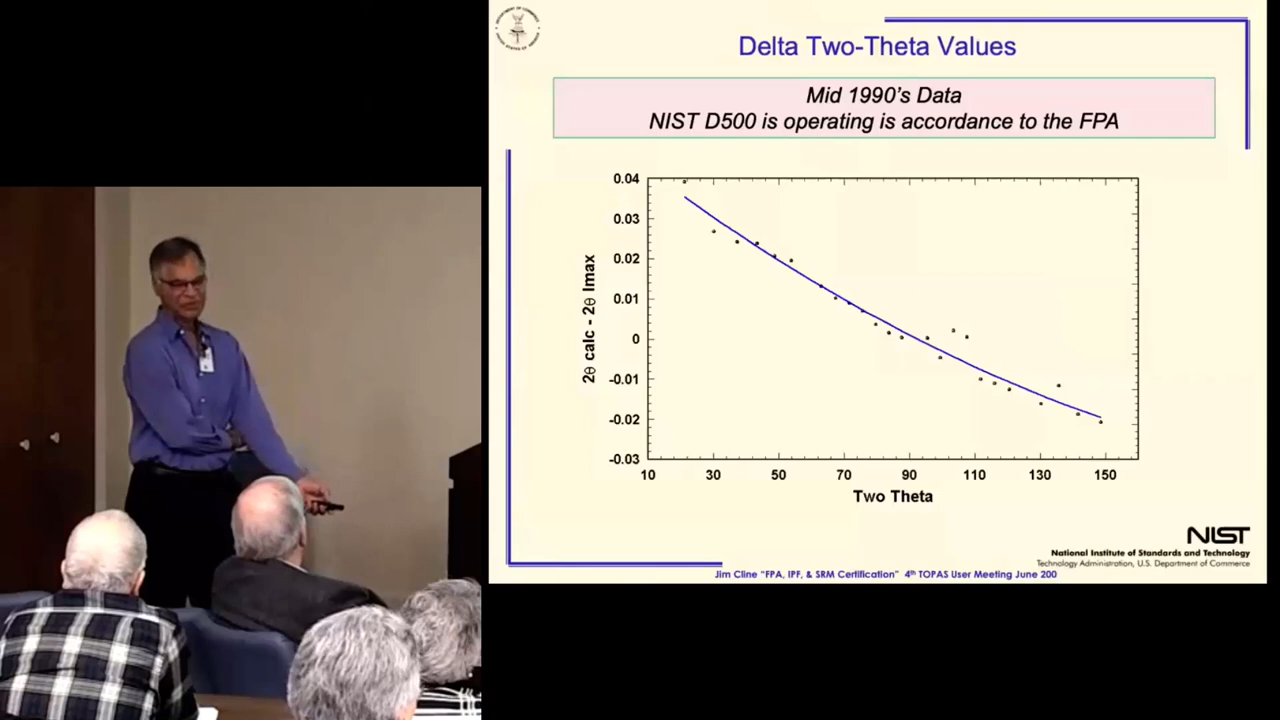 Delta Two-Theta Values
Mid 1990's Data
NIST D500 is operating is accordance to the FPA
0.04
0.03
0.02
0.01
0
-0.01
-0.02
-0.03
2θ calc - 2θ Imax
10 30 50 70 90 110 130 150
Two Theta
NIST
National Institute of Standards and Technology
Technology Administration, U.S. Department of Commerce
Jim Cline "FPA, IPF, & SRM Certification" 4th TOPAS User Meeting June 200